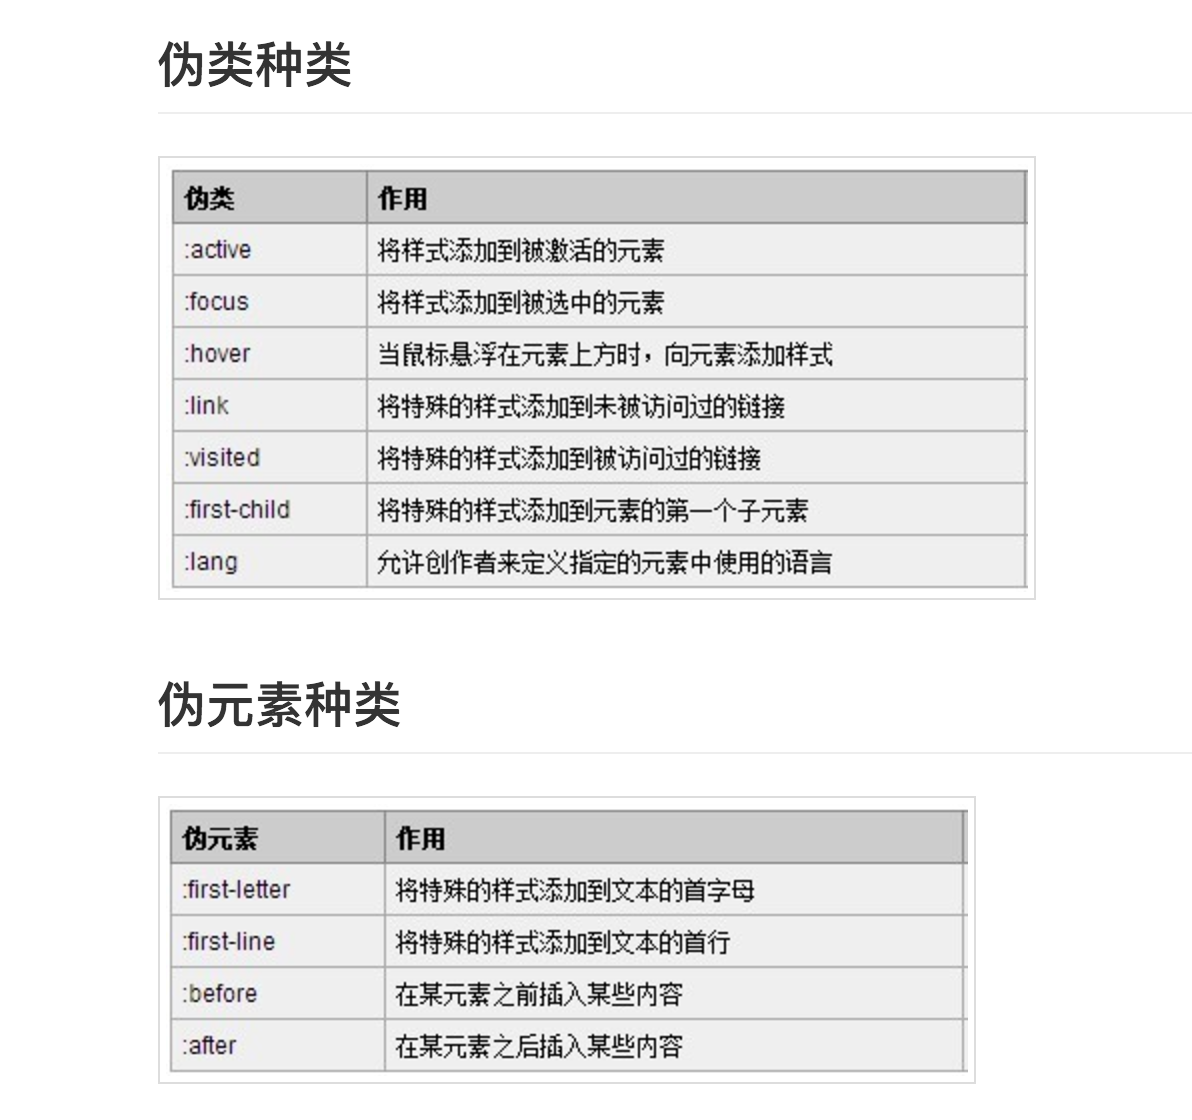 伪类种类
伪类 作用
:active 将样式添加到被激活的元素
:focus 将样式添加到被选中的元素
:hover 当鼠标悬浮在元素上方时，向元素添加样式
:link 将特殊的样式添加到未被访问过的链接
:visited 将特殊的样式添加到被访问过的链接
:first-child 将特殊的样式添加到元素的第一个子元素
:lang 允许创作者来定义指定的元素中使用的语言
伪元素种类
伪元素 作用
:first-letter 将特殊的样式添加到文本的首字母
:first-line 将特殊的样式添加到文本的首行
:before 在某元素之前插入某些内容
:after 在某元素之后插入某些内容